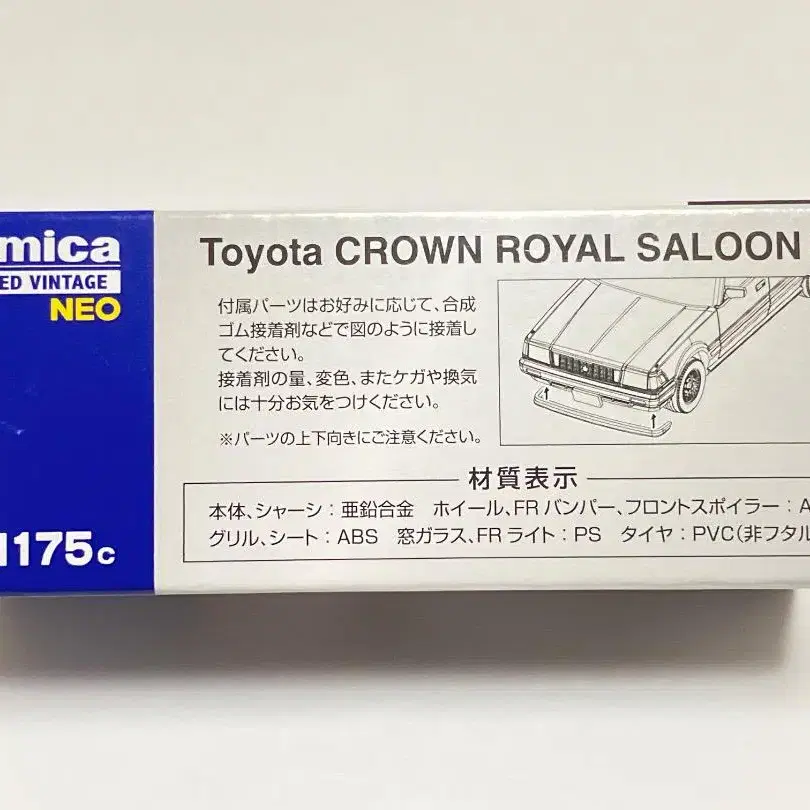 mica
ED VINTAGE
NEO
175c
Toyota CROWN ROYAL SALOON
付属パーツはお好みに応じて、合成
ゴム接着剤などで図のように接着し
てください。
接着剤の量、変色、またケガや換気
には十分お気をつけください。
※パーツの上下向きにご注意ください。
材質表示
本体、シャーシ：亜鉛合金　ホイール、FRバンパー、フロントスポイラー：A
グリル、シート：ABS　窓ガラス、FRライト：PS　タイヤ：PVC(非フタル